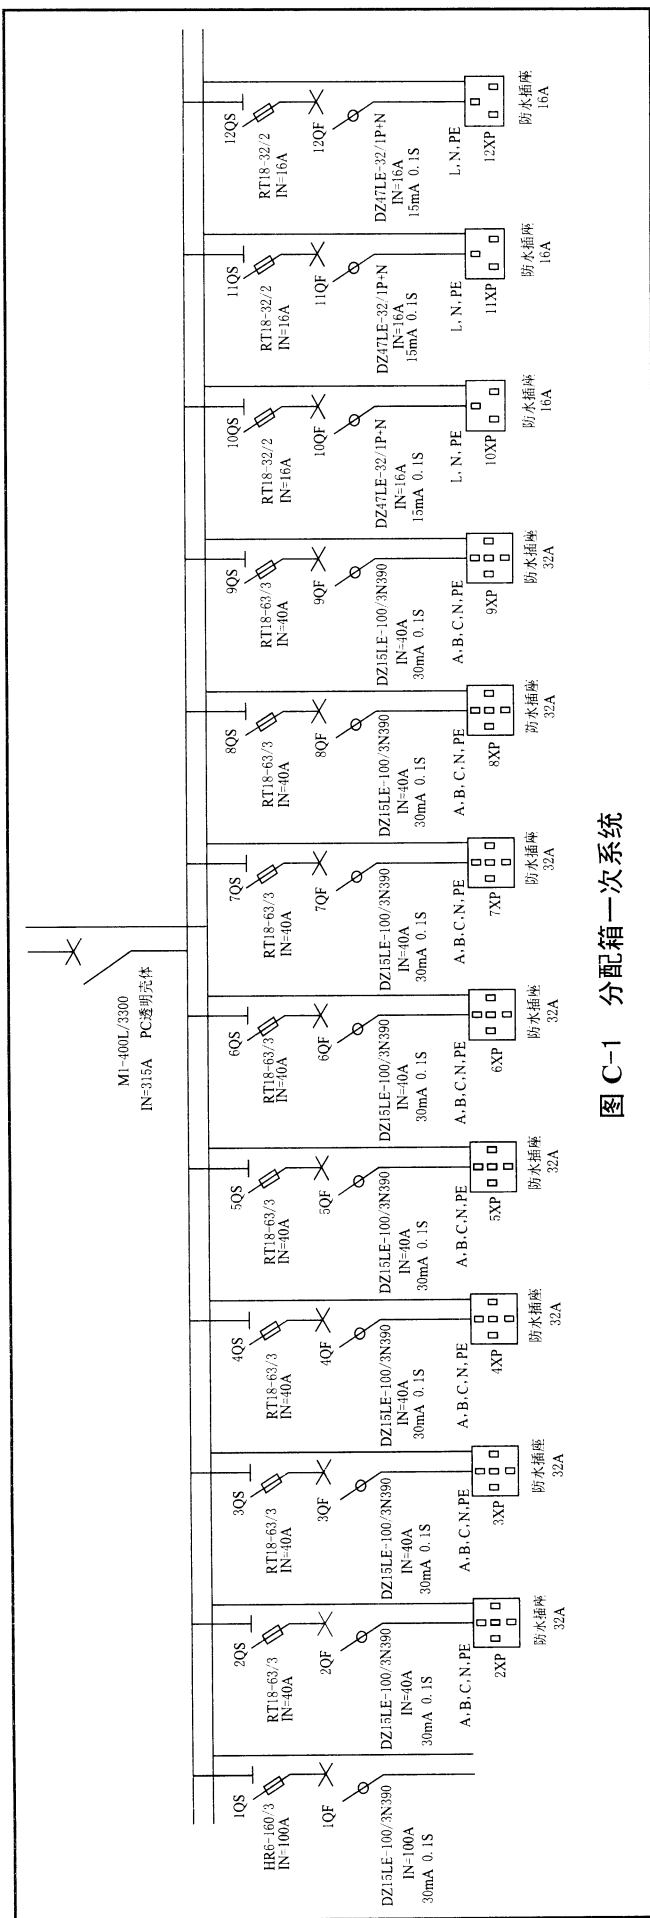 M1-400L/3300
IN=315A PC透明壳体
1QS
HR6-160/3
IN=100A
1QF
DZ15LE-100/3N390
IN=100A
30mA 0.1S
2QS
RT18-63/3
IN=40A
2QF
DZ15LE-100/3N390
IN=40A
30mA 0.1S
A,B,C,N,PE
2XP
防水插座
32A
3QS
RT18-63/3
IN=40A
3QF
DZ15LE-100/3N390
IN=40A
30mA 0.1S
A,B,C,N,PE
3XP
防水插座
32A
4QS
RT18-63/3
IN=40A
4QF
DZ15LE-100/3N390
IN=40A
30mA 0.1S
A,B,C,N,PE
4XP
防水插座
32A
5QS
RT18-63/3
IN=40A
5QF
DZ15LE-100/3N390
IN=40A
30mA 0.1S
A,B,C,N,PE
5XP
防水插座
32A
6QS
RT18-63/3
IN=40A
6QF
DZ15LE-100/3N390
IN=40A
30mA 0.1S
A,B,C,N,PE
6XP
防水插座
32A
7QS
RT18-63/3
IN=40A
7QF
DZ15LE-100/3N390
IN=40A
30mA 0.1S
A,B,C,N,PE
7XP
防水插座
32A
8QS
RT18-63/3
IN=40A
8QF
DZ15LE-100/3N390
IN=40A
30mA 0.1S
A,B,C,N,PE
8XP
防水插座
32A
9QS
RT18-63/3
IN=40A
9QF
DZ15LE-100/3N390
IN=40A
30mA 0.1S
A,B,C,N,PE
9XP
防水插座
32A
10QS
RT18-32/2
IN=16A
10QF
DZ47LE-32/1P+N
IN=16A
15mA 0.1S
L,N,PE
10XP
防水插座
16A
11QS
RT18-32/2
IN=16A
11QF
DZ47LE-32/1P+N
IN=16A
15mA 0.1S
L,N,PE
11XP
防水插座
16A
12QS
RT18-32/2
IN=16A
12QF
DZ47LE-32/1P+N
IN=16A
15mA 0.1S
L,N,PE
12XP
防水插座
16A
图 C-1 分配箱一次系统